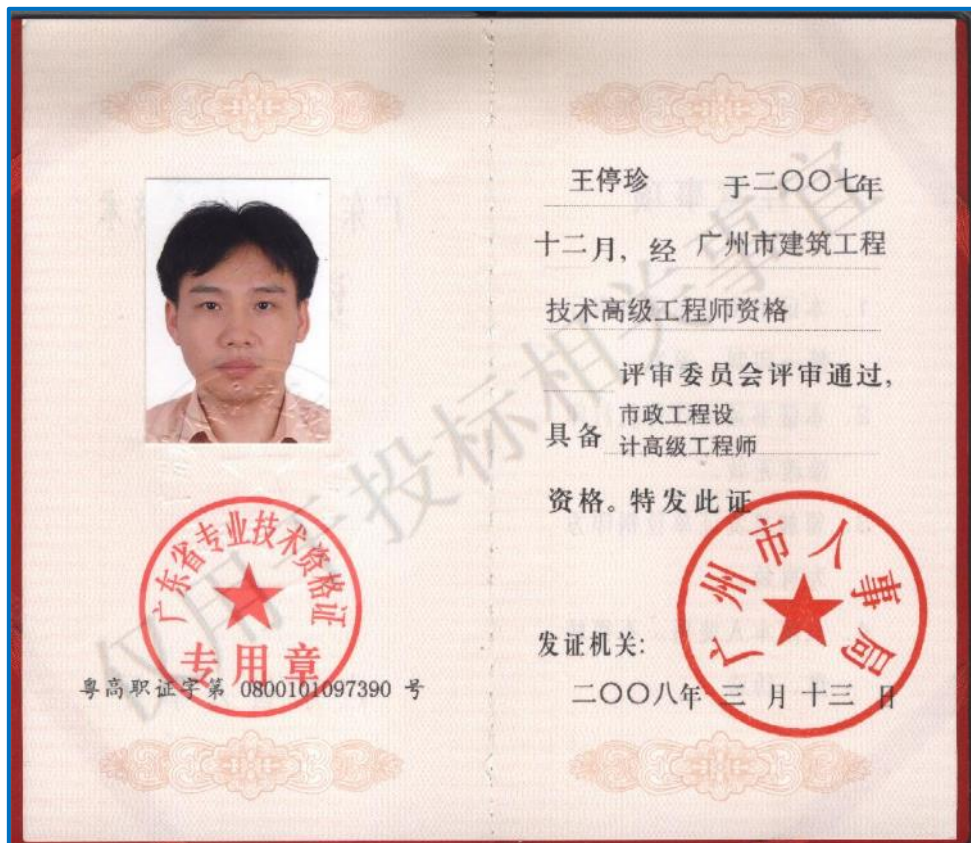 广东省专业技术资格证
专用章
粤高职证字第 0800101097390 号
王停珍 于二〇〇七年
十二月, 经 广州市建筑工程
技术高级工程师资格
评审委员会评审通过,
具备 市政工程设
计高级工程师
资格。特发此证
广州市人事局
发证机关:
二〇〇八年 三 月 十三 日
仅用于投标相关事宜